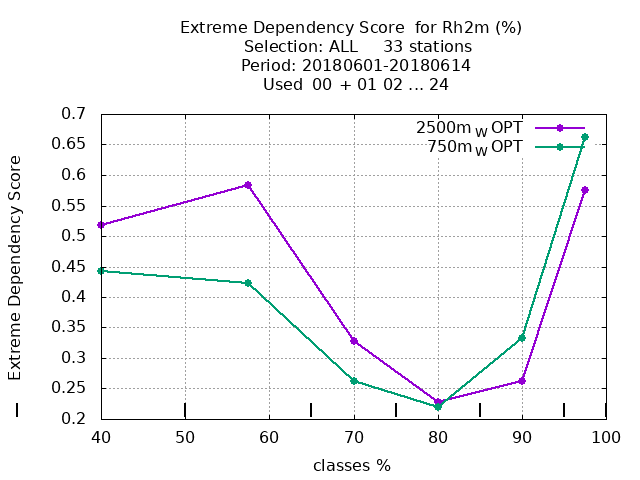 Extreme Dependency Score  for Rh2m (%)
Selection: ALL     33 stations
Period: 20180601-20180614
Used  00 + 01 02 ... 24
Extreme Dependency Score
0.7
0.65
0.6
0.55
0.5
0.45
0.4
0.35
0.3
0.25
0.2
2500m W OPT
750m W OPT
40 50 60 70 80 90 100
classes %